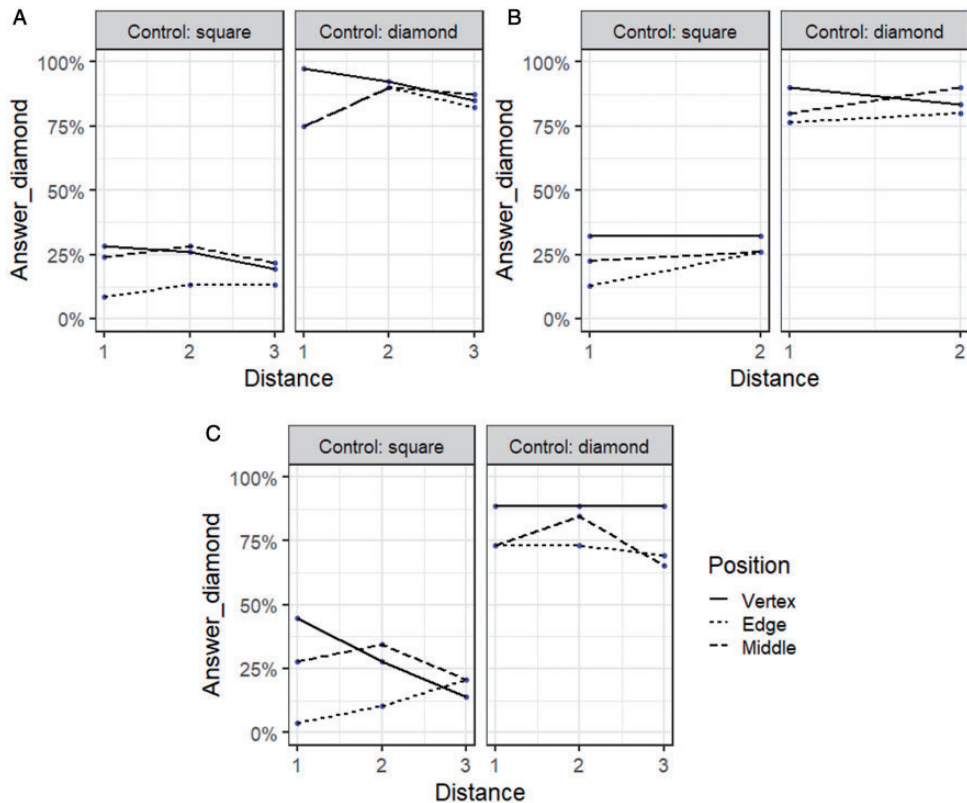 A
Control: square
Control: diamond
Answer_diamond
100%
75%
50%
25%
0%
1
2
3
1
2
3
Distance
B
Control: square
Control: diamond
Answer_diamond
100%
75%
50%
25%
0%
1
2
1
2
Distance
C
Control: square
Control: diamond
Answer_diamond
100%
75%
50%
25%
0%
1
2
3
1
2
3
Distance
Position
Vertex
Edge
Middle